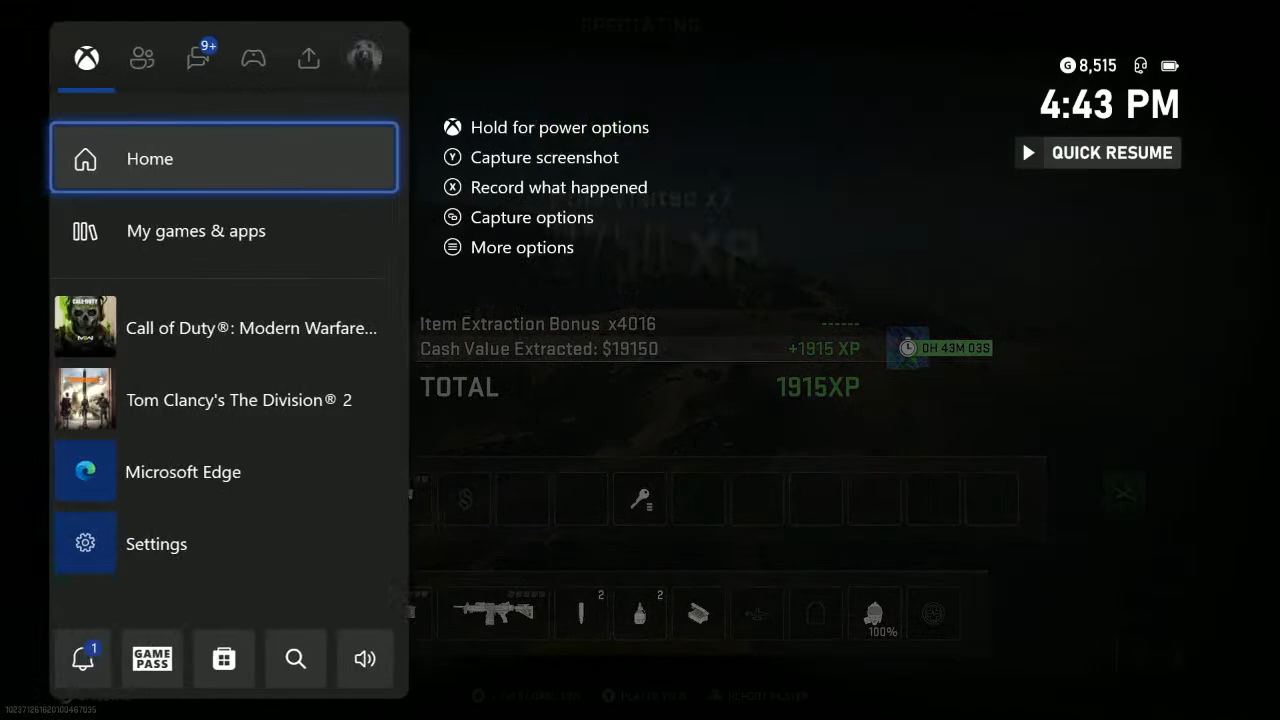 SPECTATING
9+
G 8,515
4:43 PM
QUICK RESUME
Home
My games & apps
Call of Duty®: Modern Warfare...
Tom Clancy's The Division® 2
Microsoft Edge
Settings
1
GAME PASS
Hold for power options
Y Capture screenshot
X Record what happened
Capture options
More options
Item Extraction Bonus x4016 ------
Cash Value Extracted: $19150 +1915 XP
0H 43M 03S
TOTAL 1915XP
2
2
100%